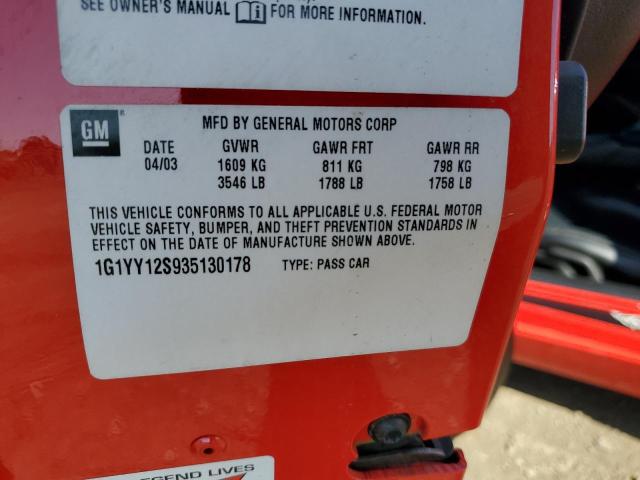 SEE OWNER'S MANUAL FOR MORE INFORMATION.
GM ®
MFD BY GENERAL MOTORS CORP
DATE GVWR GAWR FRT GAWR RR
04/03 1609 KG 811 KG 798 KG
3546 LB 1788 LB 1758 LB
THIS VEHICLE CONFORMS TO ALL APPLICABLE U.S. FEDERAL MOTOR
VEHICLE SAFETY, BUMPER, AND THEFT PREVENTION STANDARDS IN
EFFECT ON THE DATE OF MANUFACTURE SHOWN ABOVE.
1G1YY12S935130178 TYPE: PASS CAR
LEGEND LIVES